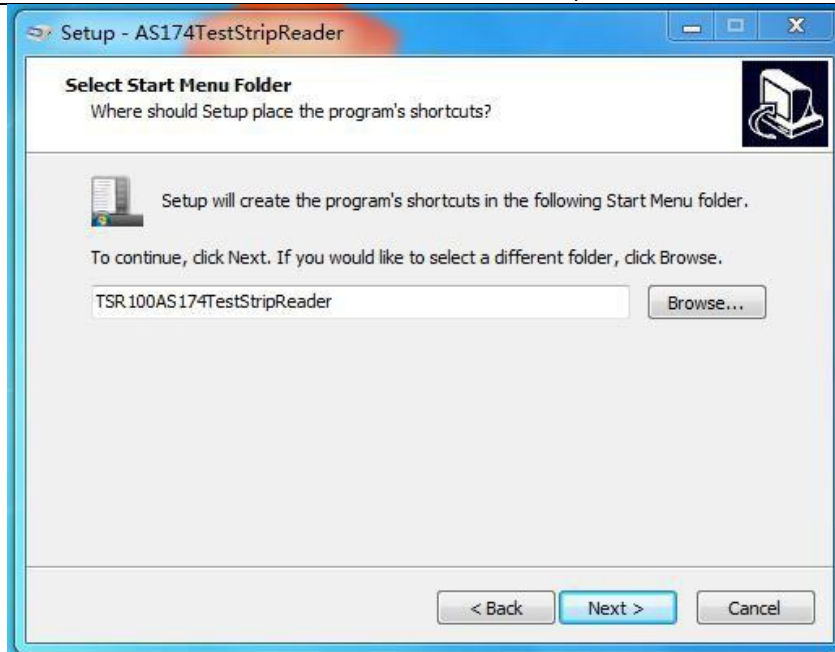 Setup - AS174TestStripReader
Select Start Menu Folder
Where should Setup place the program's shortcuts?
Setup will create the program's shortcuts in the following Start Menu folder.
To continue, click Next. If you would like to select a different folder, click Browse.
TSR100AS174TestStripReader
Browse...
< Back
Next >
Cancel